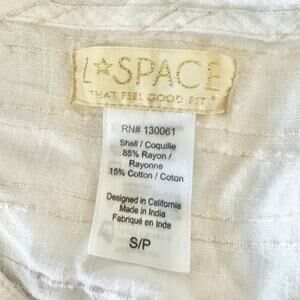 L★SPACE
THAT FEEL GOOD FIT
RN# 130061
Shell / Coquille
85% Rayon /
Rayonne
15% Cotton / Coton
Designed in California
Made in India
Fabriqué en Inde
S/P